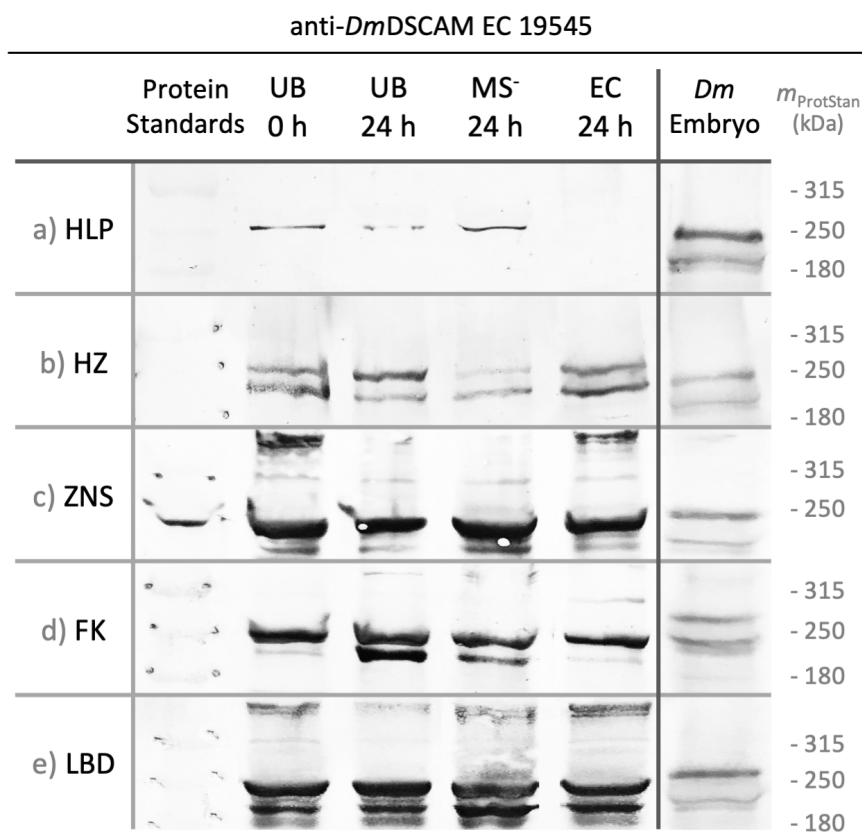 anti-DmDSCAM EC 19545
Protein Standards UB 0 h UB 24 h MS⁻ 24 h EC 24 h Dm Embryo mProtStan (kDa)
a) HLP - 315 - 250 - 180
b) HZ - 315 - 250 - 180
c) ZNS - 315 - 250
d) FK - 315 - 250 - 180
e) LBD - 315 - 250 - 180